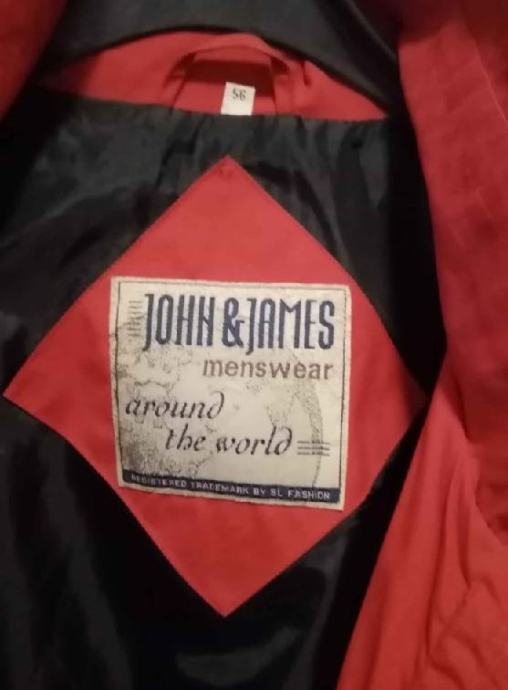 56
JOHN & JAMES
menswear
around
the world
REGISTERED TRADEMARK BY SL FASHION